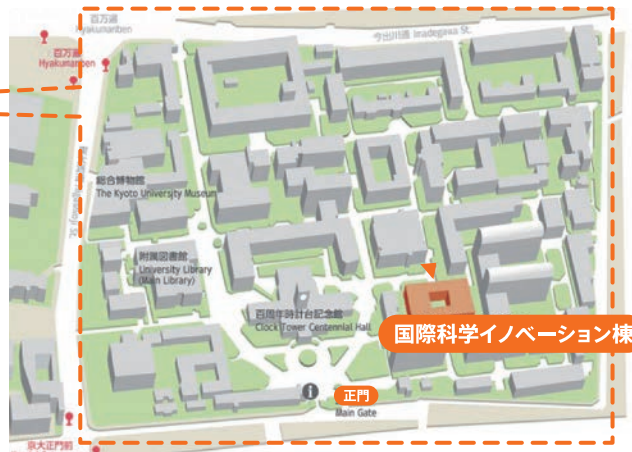 百万遍
Hyakumanben
百万遍
Hyakumanben
今出川通 Imadegawa St.
総合博物館
The Kyoto University Museum
附属図書館
University Library
(Main Library)
百周年時計台記念館
Clock Tower Centennial Hall
国際科学イノベーション棟
i
正門
Main Gate
京大正門前